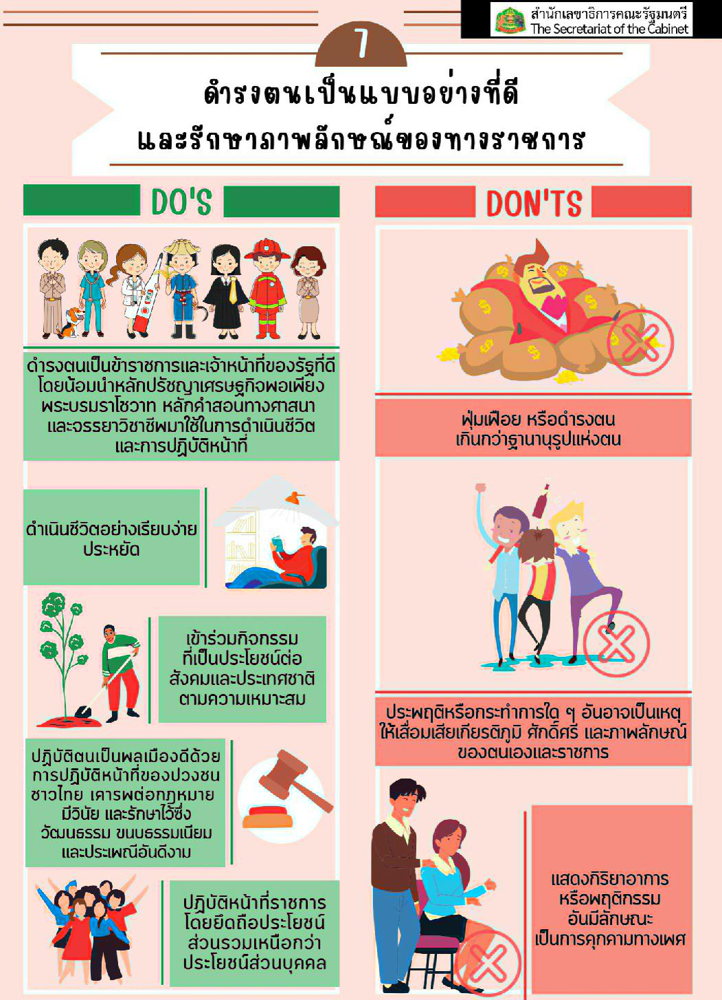 สำนักเลขาธิการคณะรัฐมนตรี
The Secretariat of the Cabinet
7
ดำรงตนเป็นแบบอย่างที่ดี
และรักษาภาพลักษณ์ของทางราชการ
DO'S
ดำรงตนเป็นข้าราชการและเจ้าหน้าที่ของรัฐที่ดี
โดยน้อมนำหลักปรัชญาเศรษฐกิจพอเพียง
พระบรมราโชวาท หลักคำสอนทางศาสนา
และจรรยาวิชาชีพมาใช้ในการดำเนินชีวิต
และการปฏิบัติหน้าที่
ดำเนินชีวิตอย่างเรียบง่าย
ประหยัด
เข้าร่วมกิจกรรม
ที่เป็นประโยชน์ต่อ
สังคมและประเทศชาติ
ตามความเหมาะสม
ปฏิบัติตนเป็นพลเมืองดีด้วย
การปฏิบัติหน้าที่ของปวงชน
ชาวไทย เคารพต่อกฎหมาย
มีวินัย และรักษาไว้ซึ่ง
วัฒนธรรม ขนบธรรมเนียม
และประเพณีอันดีงาม
ปฏิบัติหน้าที่ราชการ
โดยยึดถือประโยชน์
ส่วนรวมเหนือกว่า
ประโยชน์ส่วนบุคคล
DON'TS
ฟุ่มเฟือย หรือดำรงตน
เกินกว่าฐานานุรูปแห่งตน
ประพฤติหรือกระทำการใด ๆ อันอาจเป็นเหตุ
ให้เสื่อมเสียเกียรติภูมิ ศักดิ์ศรี และภาพลักษณ์
ของตนเองและราชการ
แสดงกิริยาอาการ
หรือพฤติกรรม
อันมีลักษณะ
เป็นการคุกคามทางเพศ